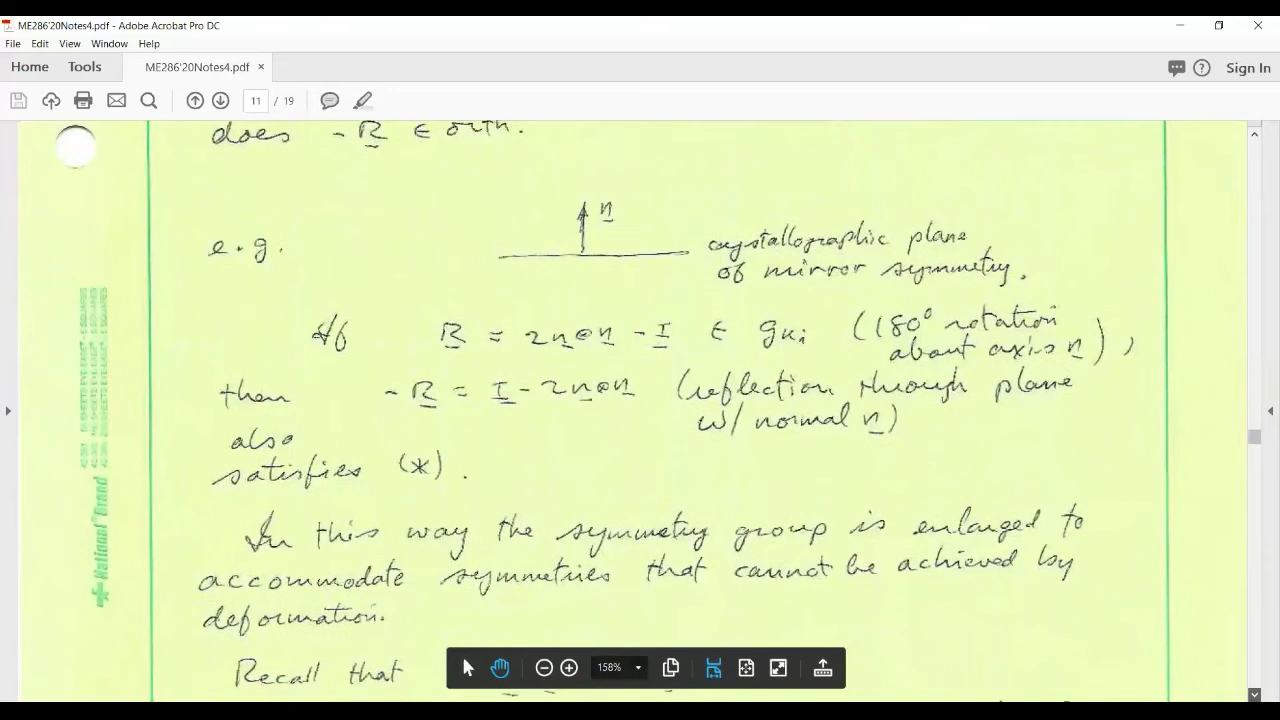 ME286'20Notes4.pdf - Adobe Acrobat Pro DC
File Edit View Window Help
Home Tools ME286'20Notes4.pdf × Sign In
11 / 19
does - R ∈ orth.
n
e.g. crystallographic plane
of mirror symmetry.
If R = 2n⊗n - I ∈ gκi (180° rotation
about axis n),
then - R = I - 2n⊗n (reflection through plane
w/ normal n)
also
satisfies (*).
In this way the symmetry group is enlarged to
accommodate symmetries that cannot be achieved by
deformation.
Recall that
158%
National Brand